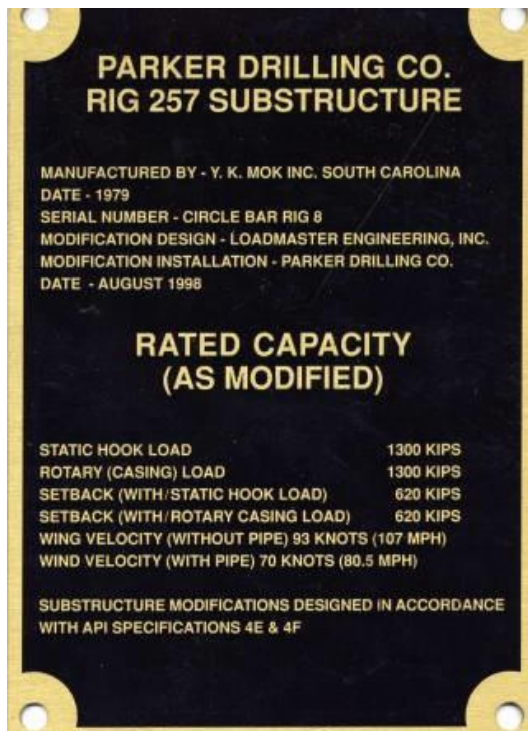 PARKER DRILLING CO.
RIG 257 SUBSTRUCTURE
MANUFACTURED BY - Y. K. MOK INC. SOUTH CAROLINA
DATE - 1979
SERIAL NUMBER - CIRCLE BAR RIG 8
MODIFICATION DESIGN - LOADMASTER ENGINEERING, INC.
MODIFICATION INSTALLATION - PARKER DRILLING CO.
DATE - AUGUST 1998
RATED CAPACITY
(AS MODIFIED)
STATIC HOOK LOAD 1300 KIPS
ROTARY (CASING) LOAD 1300 KIPS
SETBACK (WITH/STATIC HOOK LOAD) 620 KIPS
SETBACK (WITH/ROTARY CASING LOAD) 620 KIPS
WING VELOCITY (WITHOUT PIPE) 93 KNOTS (107 MPH)
WIND VELOCITY (WITH PIPE) 70 KNOTS (80.5 MPH)
SUBSTRUCTURE MODIFICATIONS DESIGNED IN ACCORDANCE
WITH API SPECIFICATIONS 4E & 4F